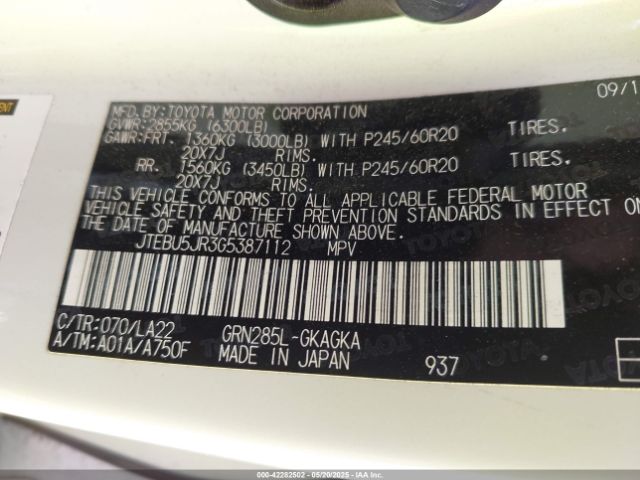 MFD.BY:TOYOTA MOTOR CORPORATION 09/1
GVWR:2855KG (6300LB)
GAWR:FRT. 1360KG (3000LB) WITH P245/60R20 TIRES.
20X7J RIMS.
RR. 1560KG (3450LB) WITH P245/60R20 TIRES.
20X7J RIMS.
THIS VEHICLE CONFORMS TO ALL APPLICABLE FEDERAL MOTOR
VEHICLE SAFETY AND THEFT PREVENTION STANDARDS IN EFFECT ON
THE DATE OF MANUFACTURE SHOWN ABOVE.
JTEBU5JR3G5387112 MPV
C/TR:070/LA22 GRN285L-GKAGKA
A/TM:A01A/A750F MADE IN JAPAN 937
000-42282502 - 05/20/2025 - IAAI.COM